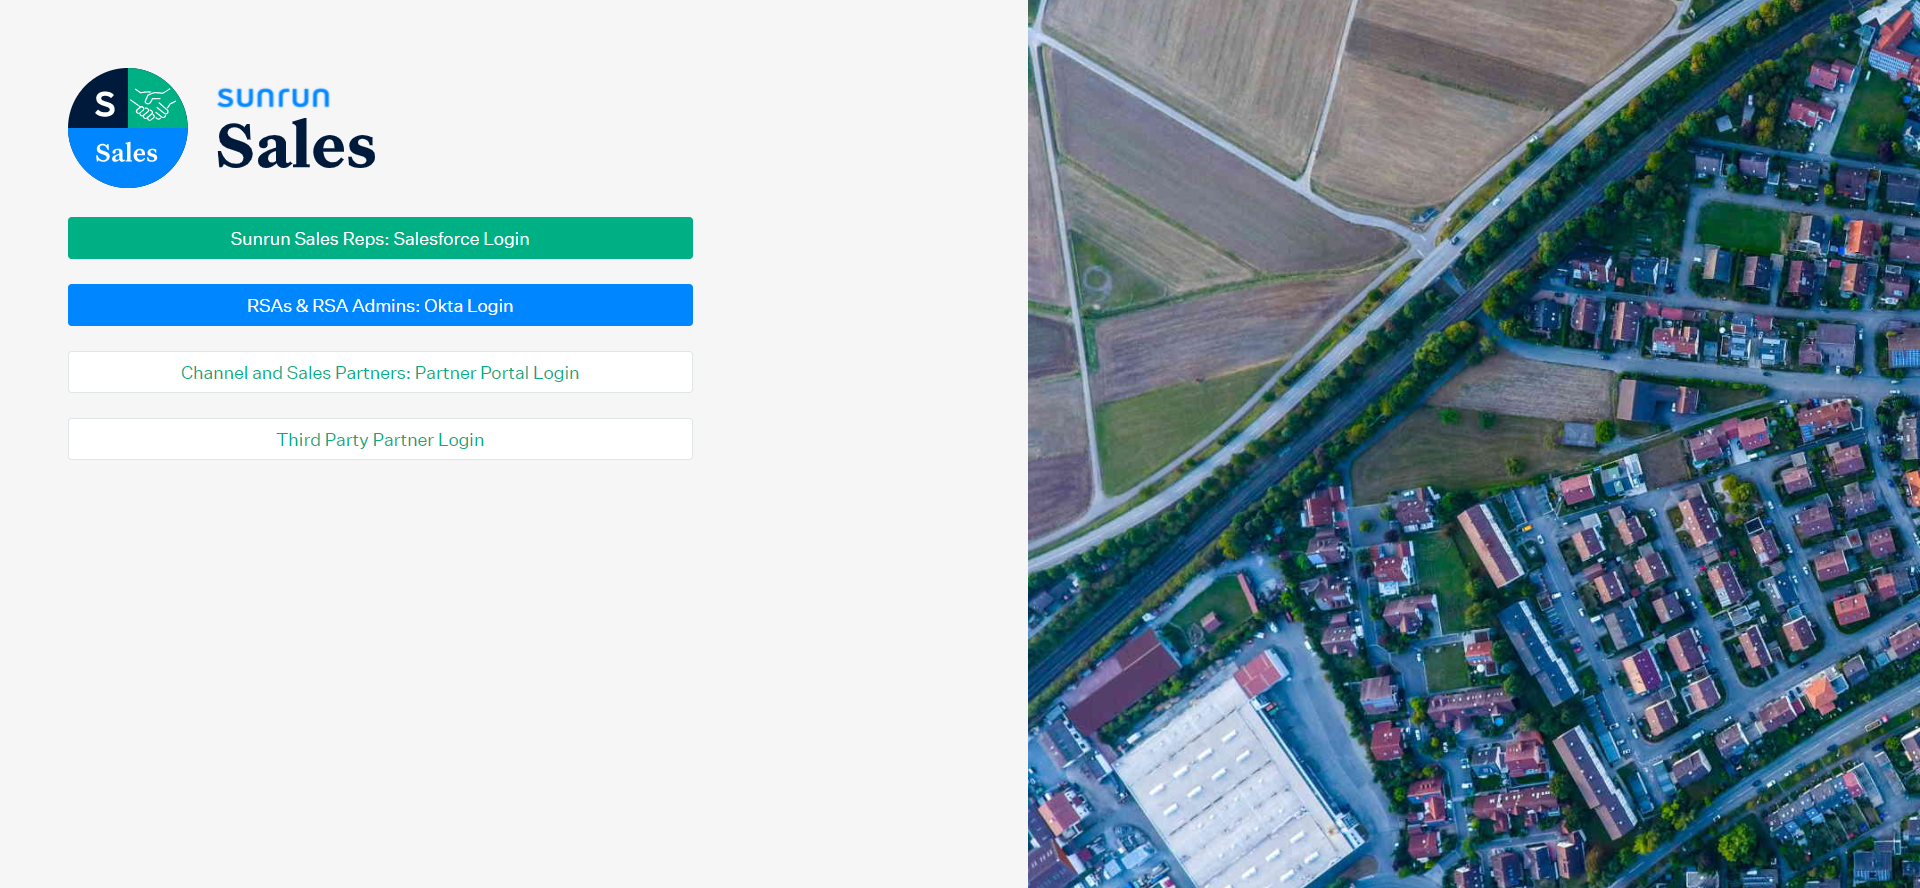 S
Sales
sunrun
Sales
Sunrun Sales Reps: Salesforce Login
RSAs & RSA Admins: Okta Login
Channel and Sales Partners: Partner Portal Login
Third Party Partner Login